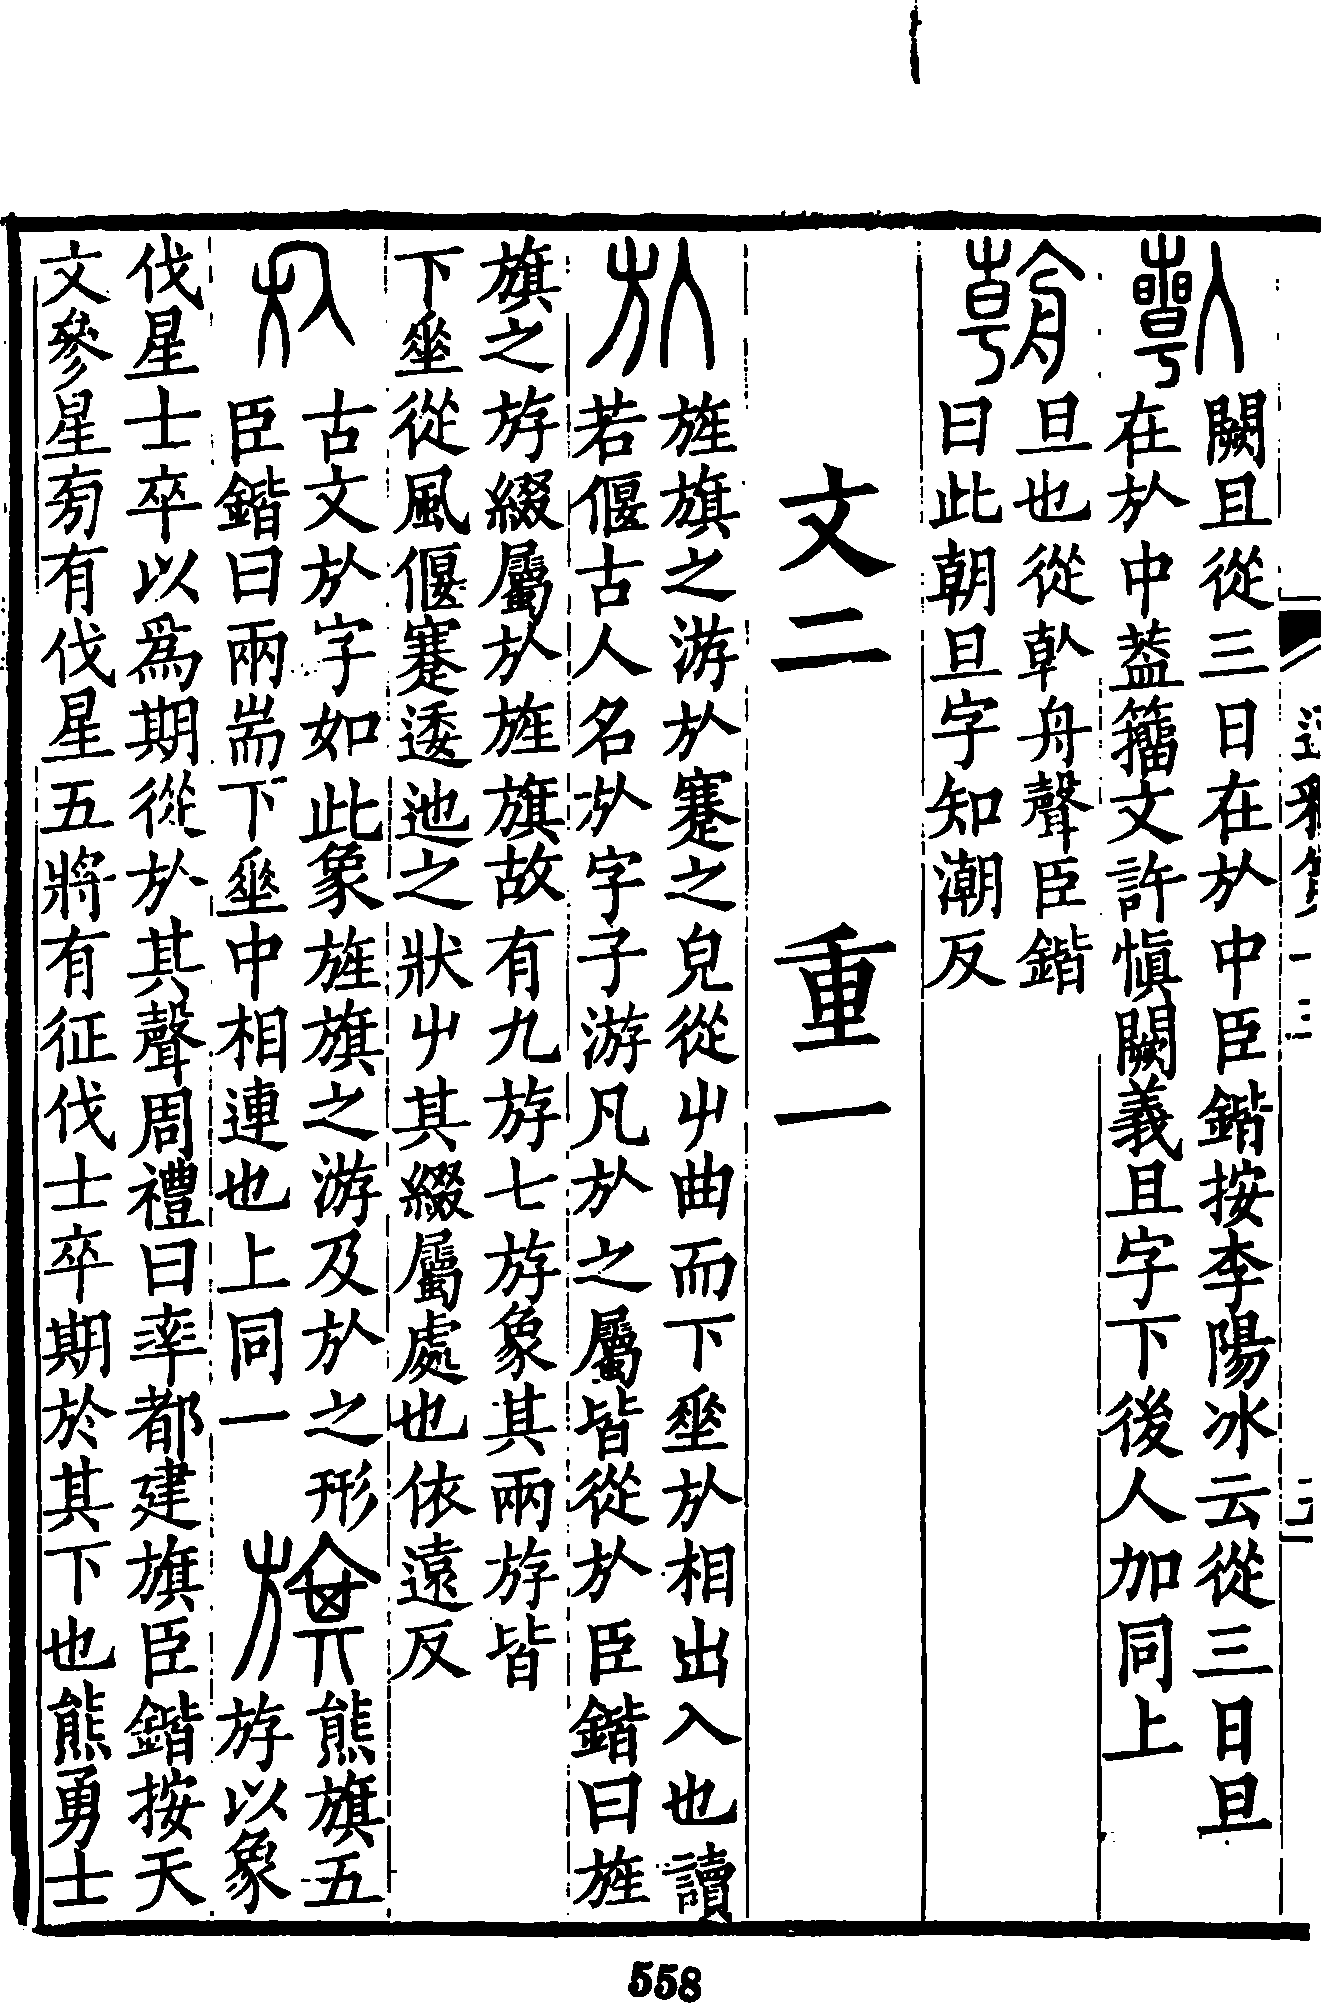 闕且從三日在㫃中臣鍇按李陽冰云從三日旦
在㫃中葢籒文許慎闕義且字下後人加同上
旦也從倝舟聲臣鍇
曰此朝旦字知潮反
文二 重一
旌旗之游㫃蹇之皃從屮曲而下𠂹㫃相出入也讀
若偃古人名㫃字子游凡㫃之屬皆從㫃臣鍇曰旌
旗之斿綴屬㫃旌旗故有九斿七斿象其兩斿皆
下𠂹從風偃蹇逶迆之狀屮其綴屬處也依遠反
古文㫃字如此象旌旗之游及㫃之形
臣鍇曰兩耑下𠂹中相連也上同一
熊旗五
斿以象
伐星士卒以爲期從㫃其聲周禮曰率都建旗臣鍇按天
文參星㫄有伐星五將有征伐士卒期於其下也熊勇士
558